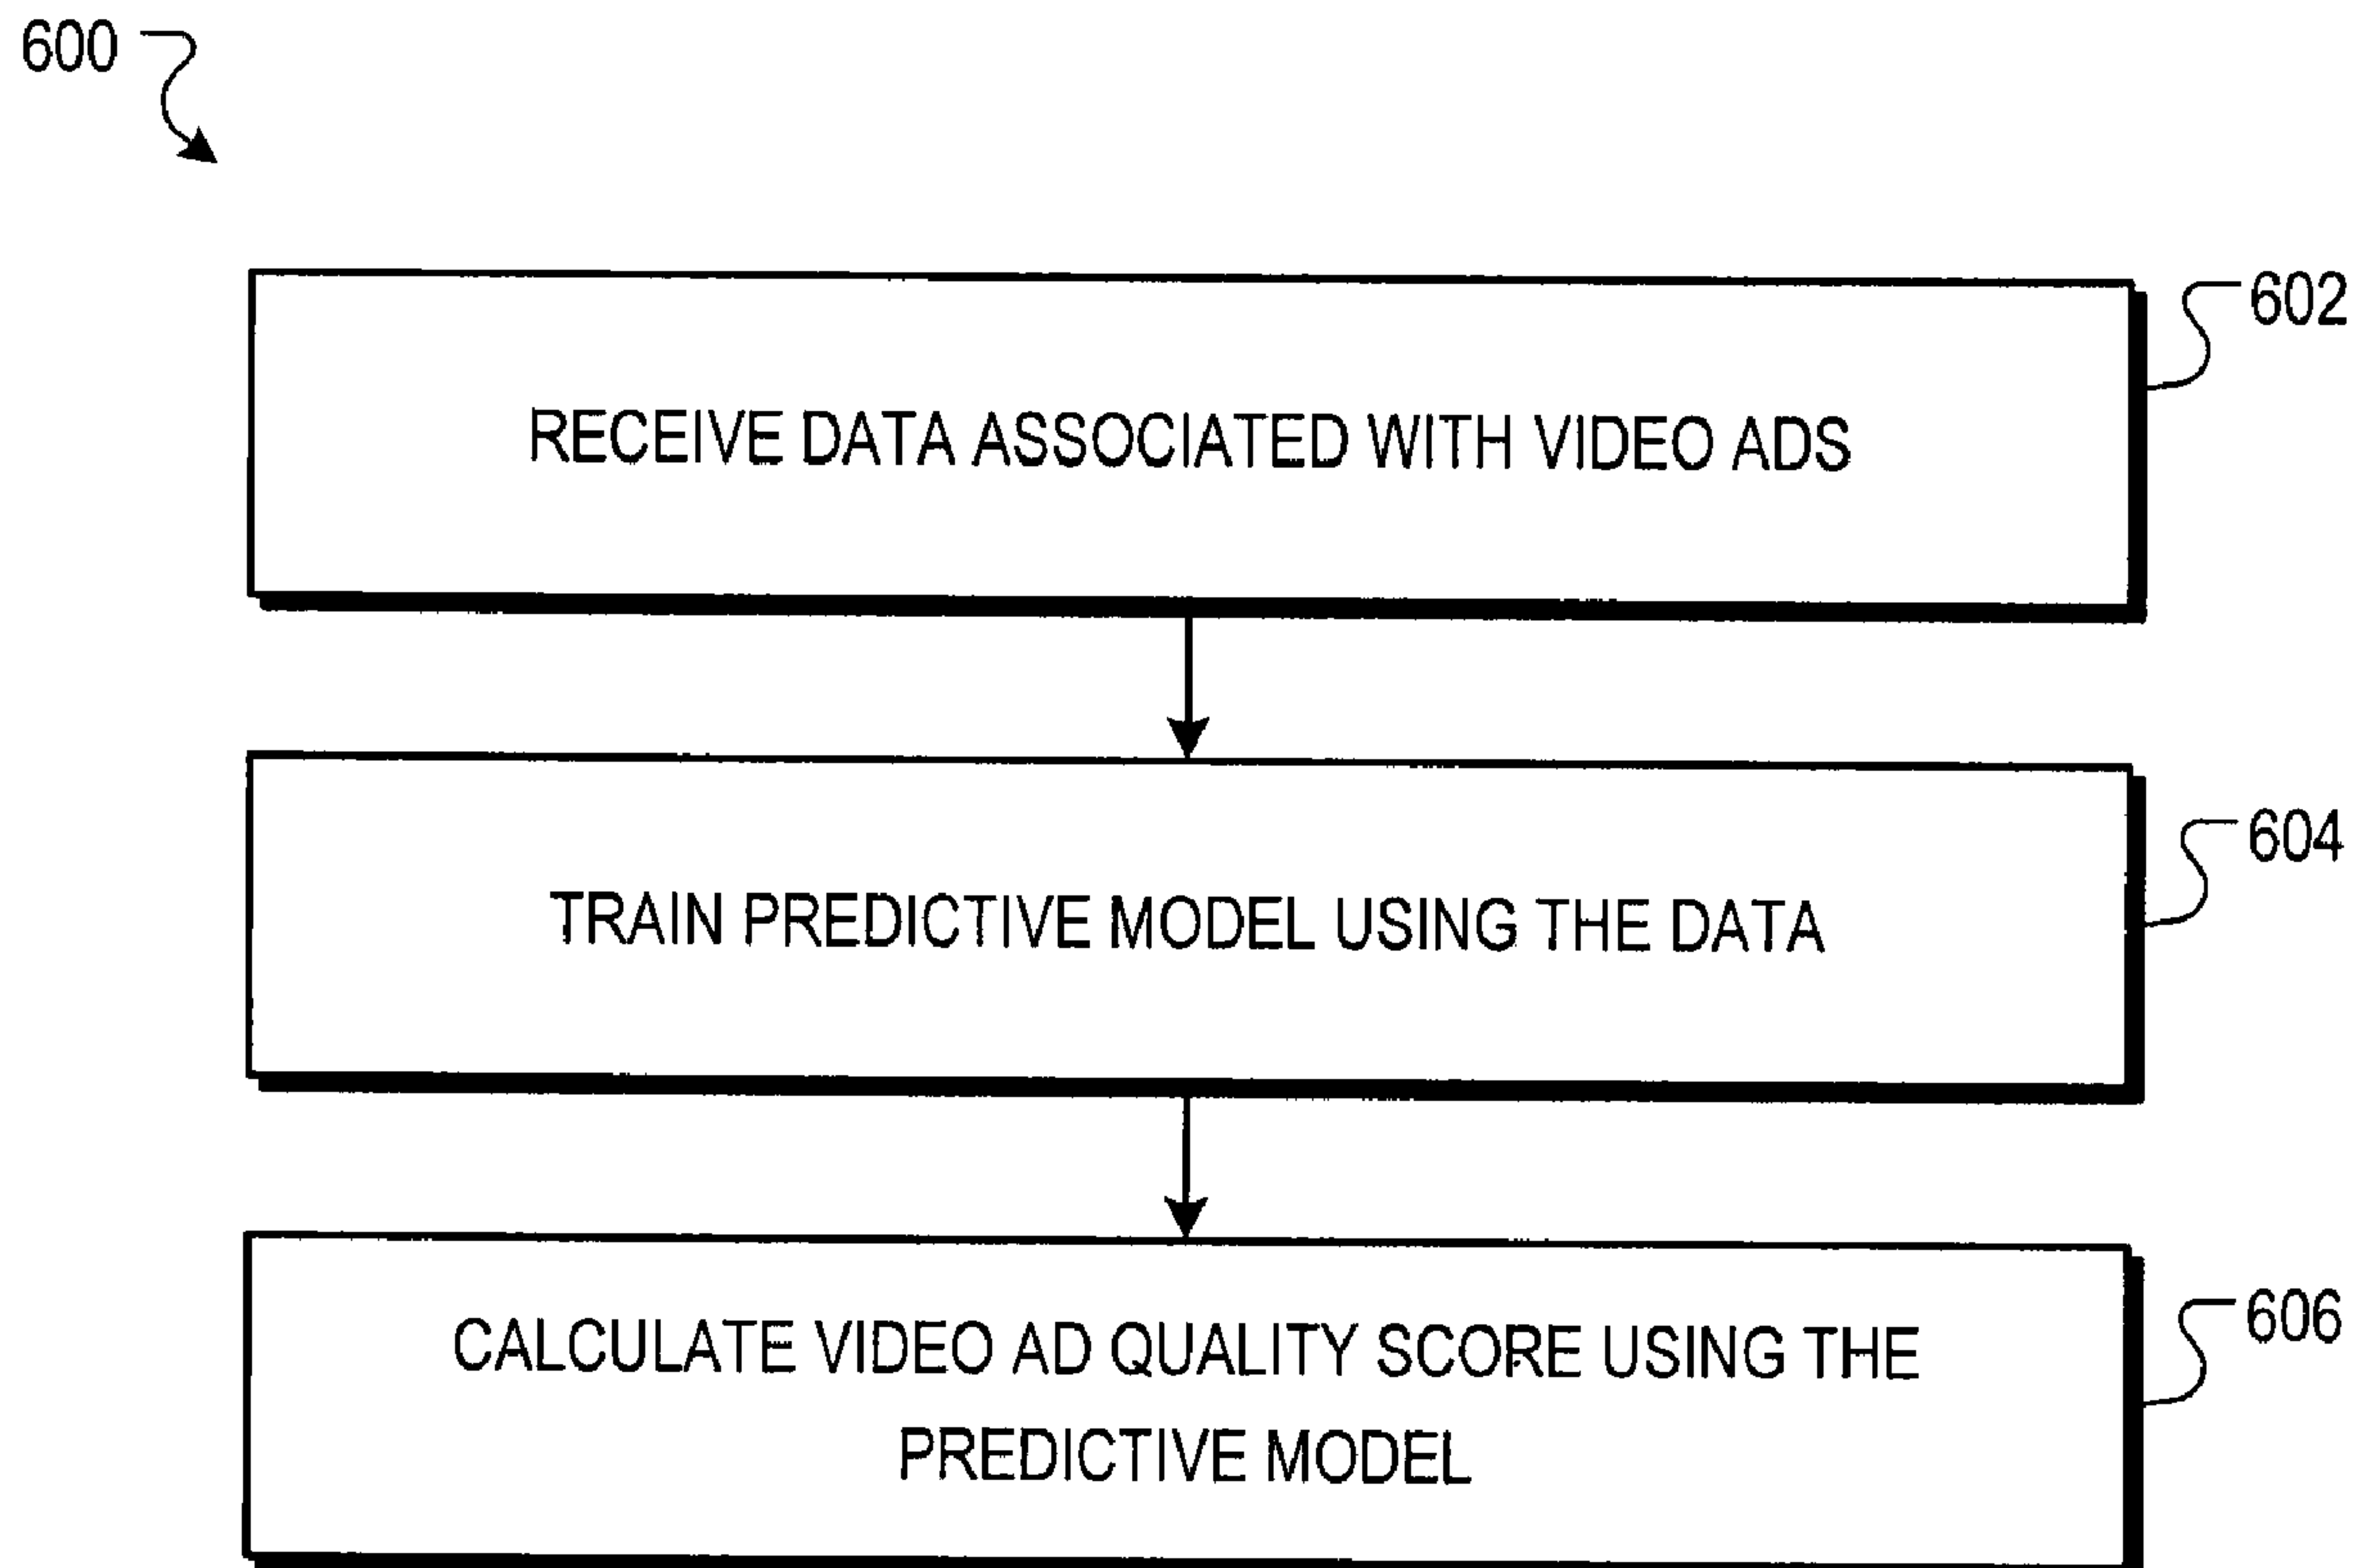 600
602
RECEIVE DATA ASSOCIATED WITH VIDEO ADS
604
TRAIN PREDICTIVE MODEL USING THE DATA
606
CALCULATE VIDEO AD QUALITY SCORE USING THE
PREDICTIVE MODEL